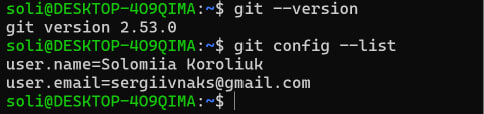 soli@DESKTOP-4O9QIMA:~$ git --version
git version 2.53.0
soli@DESKTOP-4O9QIMA:~$ git config --list
user.name=Solomiia Koroliuk
user.email=sergiivnaks@gmail.com
soli@DESKTOP-4O9QIMA:~$